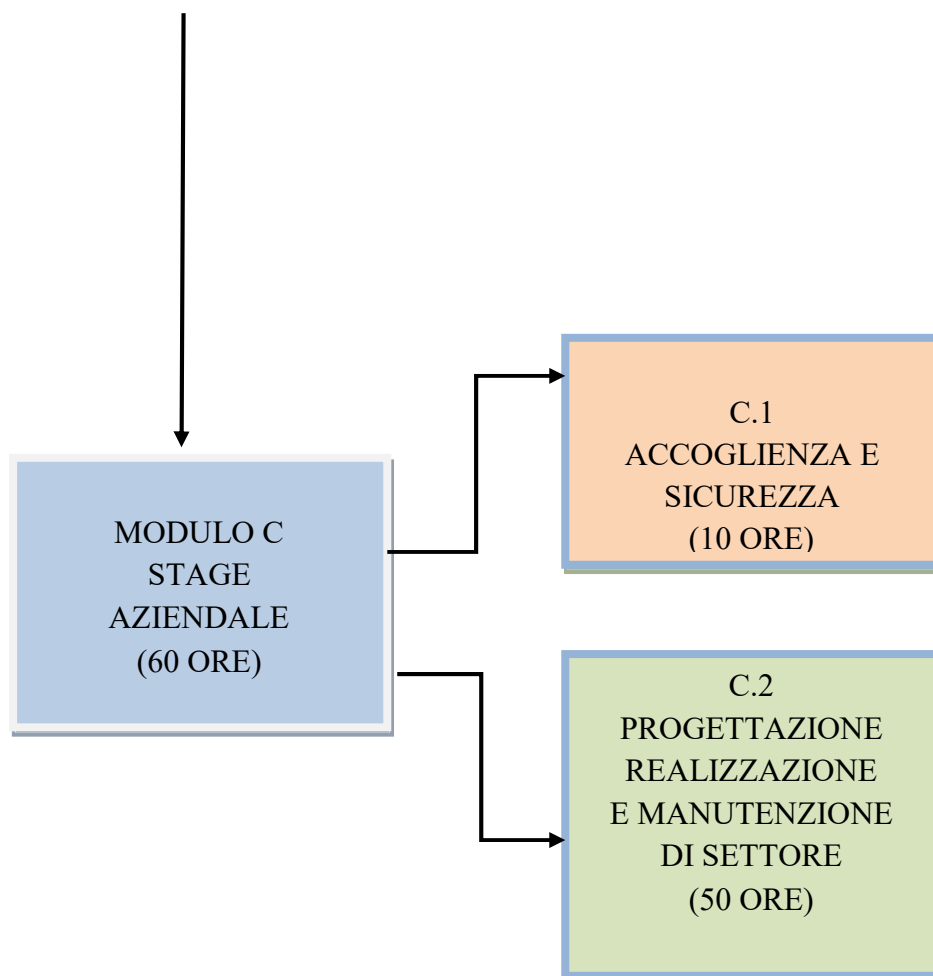 MODULO C
STAGE
AZIENDALE
(60 ORE)
C.1
ACCOGLIENZA E
SICUREZZA
(10 ORE)
C.2
PROGETTAZIONE
REALIZZAZIONE
E MANUTENZIONE
DI SETTORE
(50 ORE)